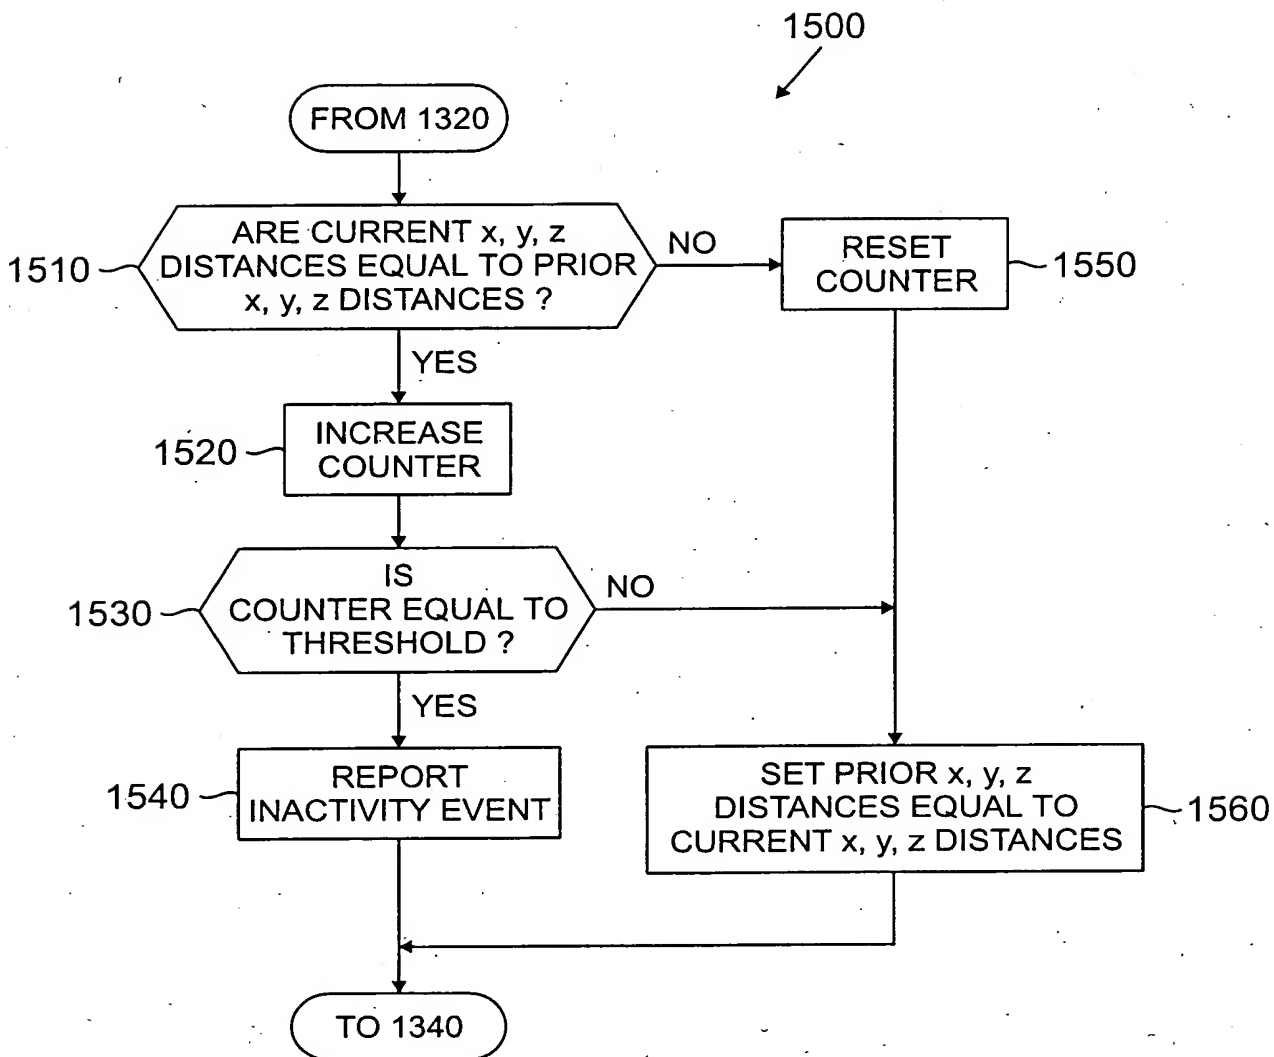 1500
FROM 1320
ARE CURRENT x, y, z
DISTANCES EQUAL TO PRIOR
x, y, z DISTANCES ?
1510
NO
RESET
COUNTER
1550
YES
INCREASE
COUNTER
1520
IS
COUNTER EQUAL TO
THRESHOLD ?
1530
NO
YES
REPORT
INACTIVITY EVENT
1540
SET PRIOR x, y, z
DISTANCES EQUAL TO
CURRENT x, y, z DISTANCES
1560
TO 1340